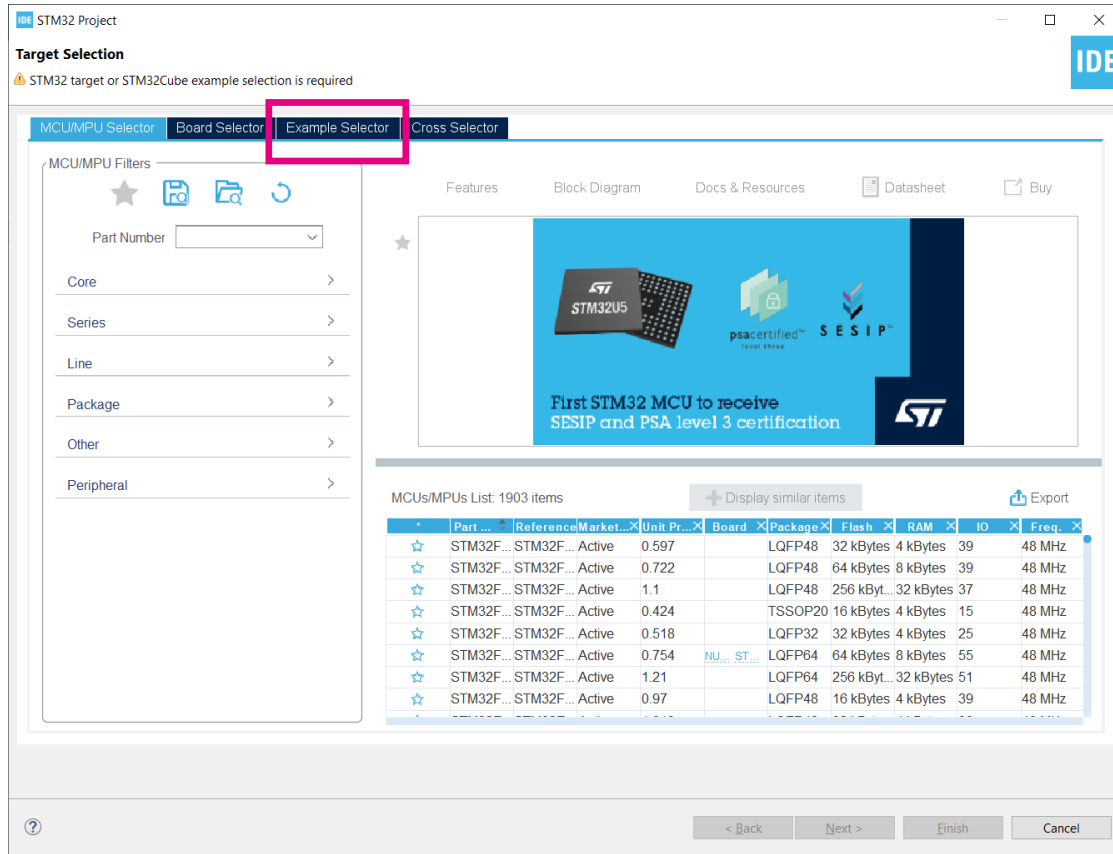 IDE STM32 Project
Target Selection
STM32 target or STM32Cube example selection is required
IDE
MCU/MPU Selector Board Selector Example Selector Cross Selector
MCU/MPU Filters
Features Block Diagram Docs & Resources Datasheet Buy
Part Number
Core
Series
Line
Package
Other
Peripheral
STM32U5
psacertified™
level three
SESIP™
First STM32 MCU to receive
SESIP and PSA level 3 certification
MCUs/MPUs List: 1903 items Display similar items Export
* Part ... Reference Market... Unit Pr... Board Package Flash RAM IO Freq.
STM32F... STM32F... Active 0.597 LQFP48 32 kBytes 4 kBytes 39 48 MHz
STM32F... STM32F... Active 0.722 LQFP48 64 kBytes 8 kBytes 39 48 MHz
STM32F... STM32F... Active 1.1 LQFP48 256 kByt... 32 kBytes 37 48 MHz
STM32F... STM32F... Active 0.424 TSSOP20 16 kBytes 4 kBytes 15 48 MHz
STM32F... STM32F... Active 0.518 LQFP32 32 kBytes 4 kBytes 25 48 MHz
STM32F... STM32F... Active 0.754 NU... ST... LQFP64 64 kBytes 8 kBytes 55 48 MHz
STM32F... STM32F... Active 1.21 LQFP64 256 kByt... 32 kBytes 51 48 MHz
STM32F... STM32F... Active 0.97 LQFP48 16 kBytes 4 kBytes 39 48 MHz
? < Back Next > Finish Cancel